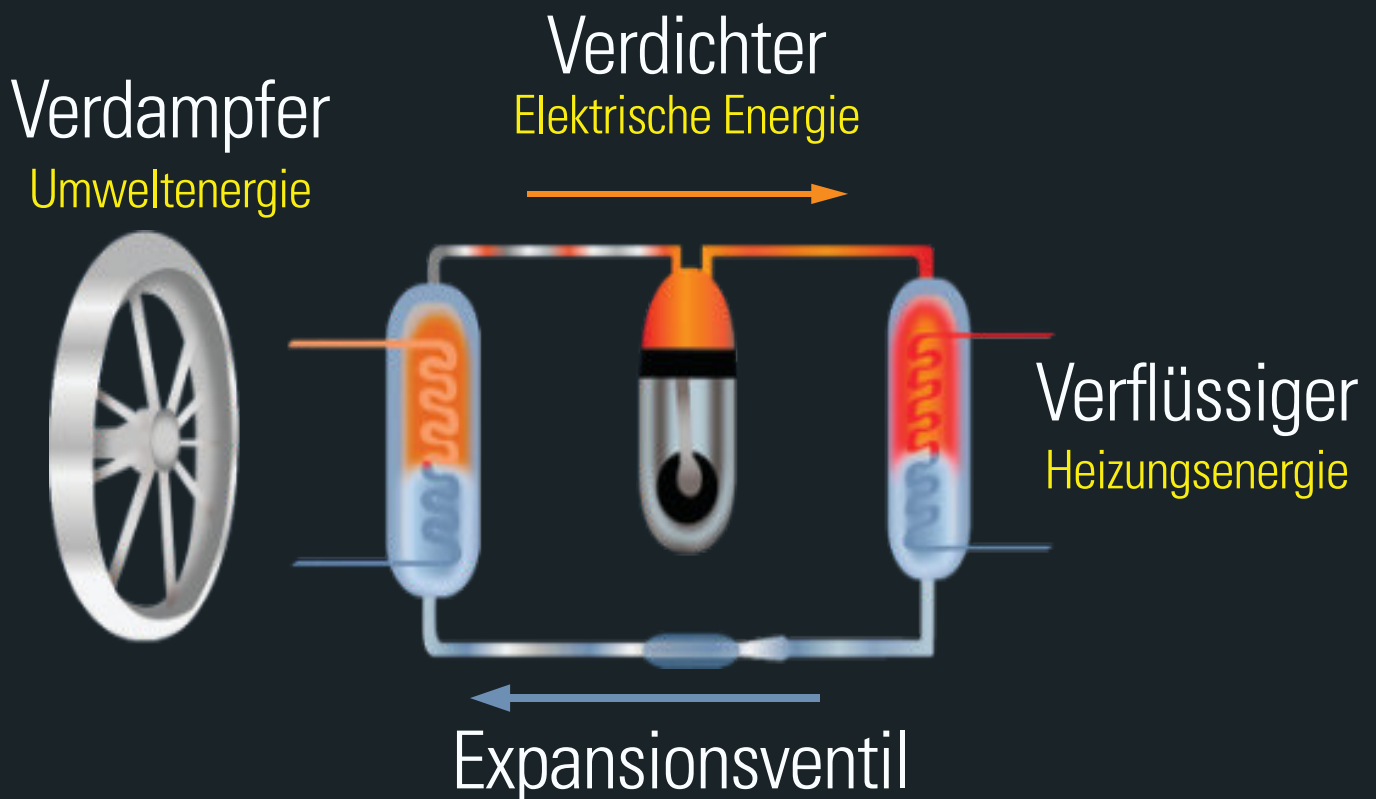 Verdichter
Elektrische Energie
Verdampfer
Umweltenergie
Verflüssiger
Heizungsenergie
Expansionsventil